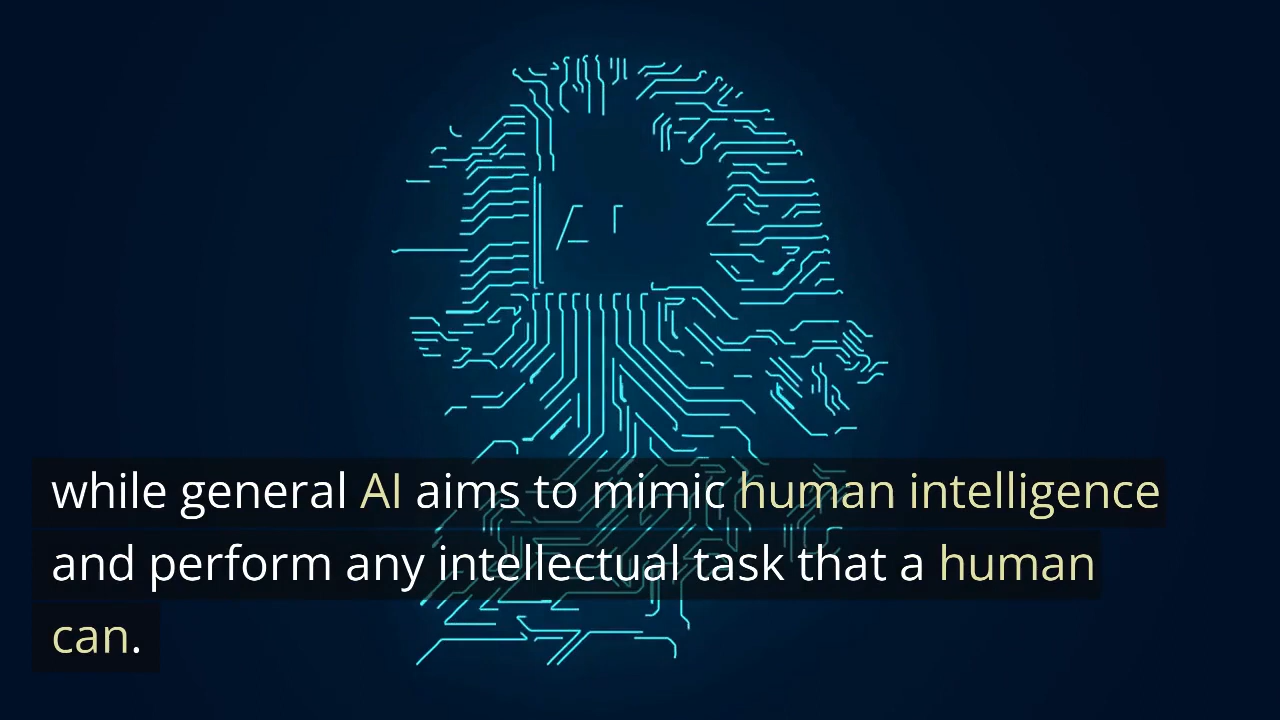 while general AI aims to mimic human intelligence
and perform any intellectual task that a human
can.